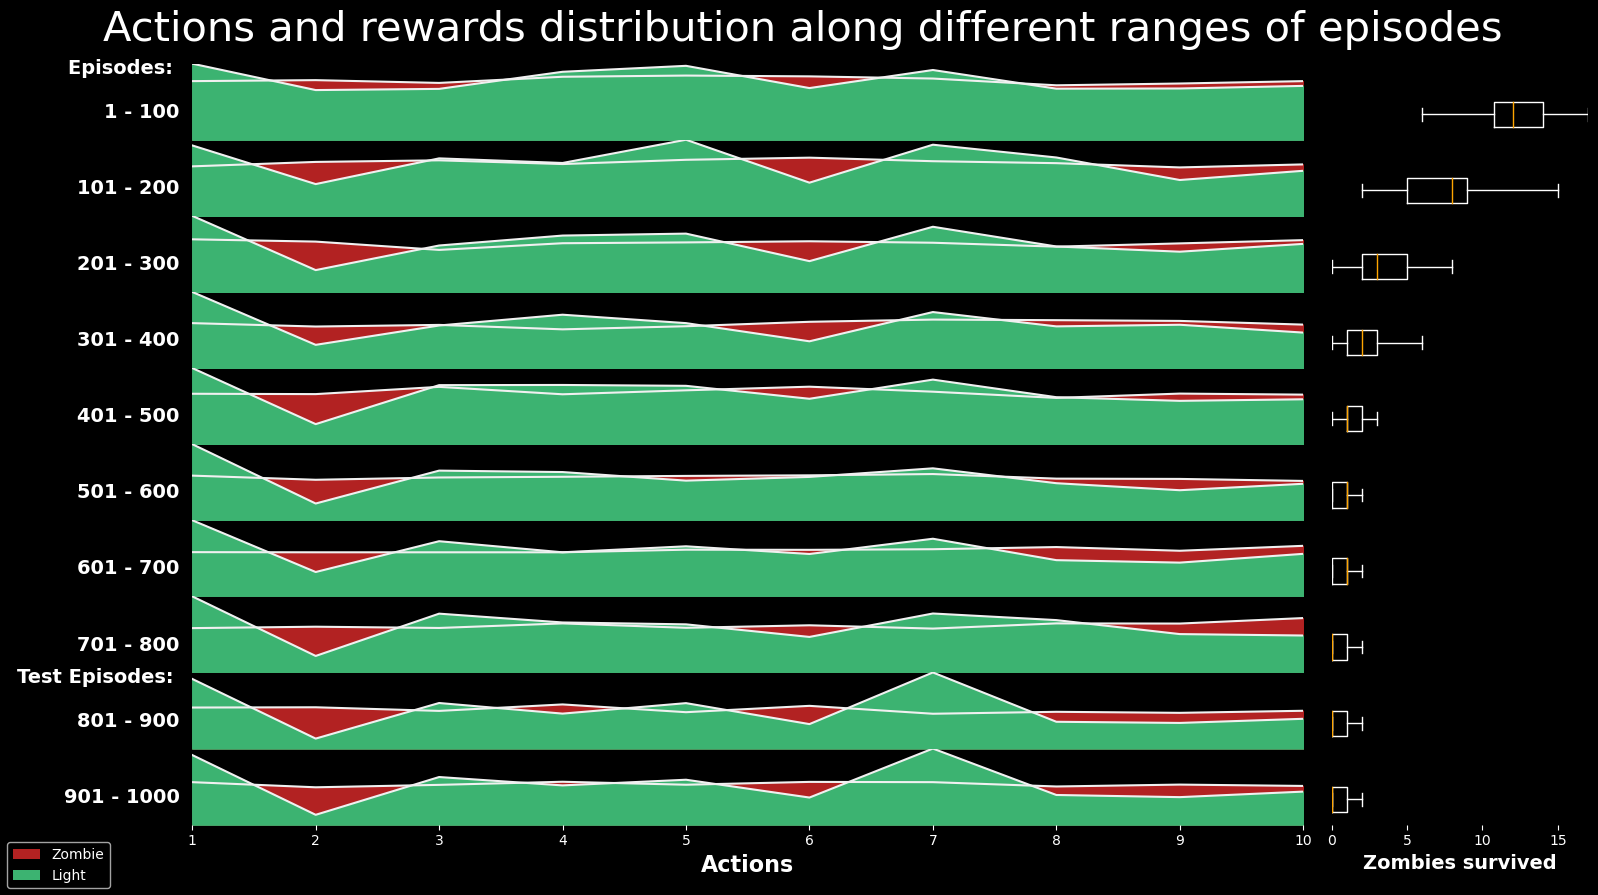 Actions and rewards distribution along different ranges of episodes
Episodes:
1 - 100
101 - 200
201 - 300
301 - 400
401 - 500
501 - 600
601 - 700
701 - 800
Test Episodes:
801 - 900
901 - 1000
1 2 3 4 5 6 7 8 9 10 0 5 10 15
Actions
Zombies survived
Zombie
Light